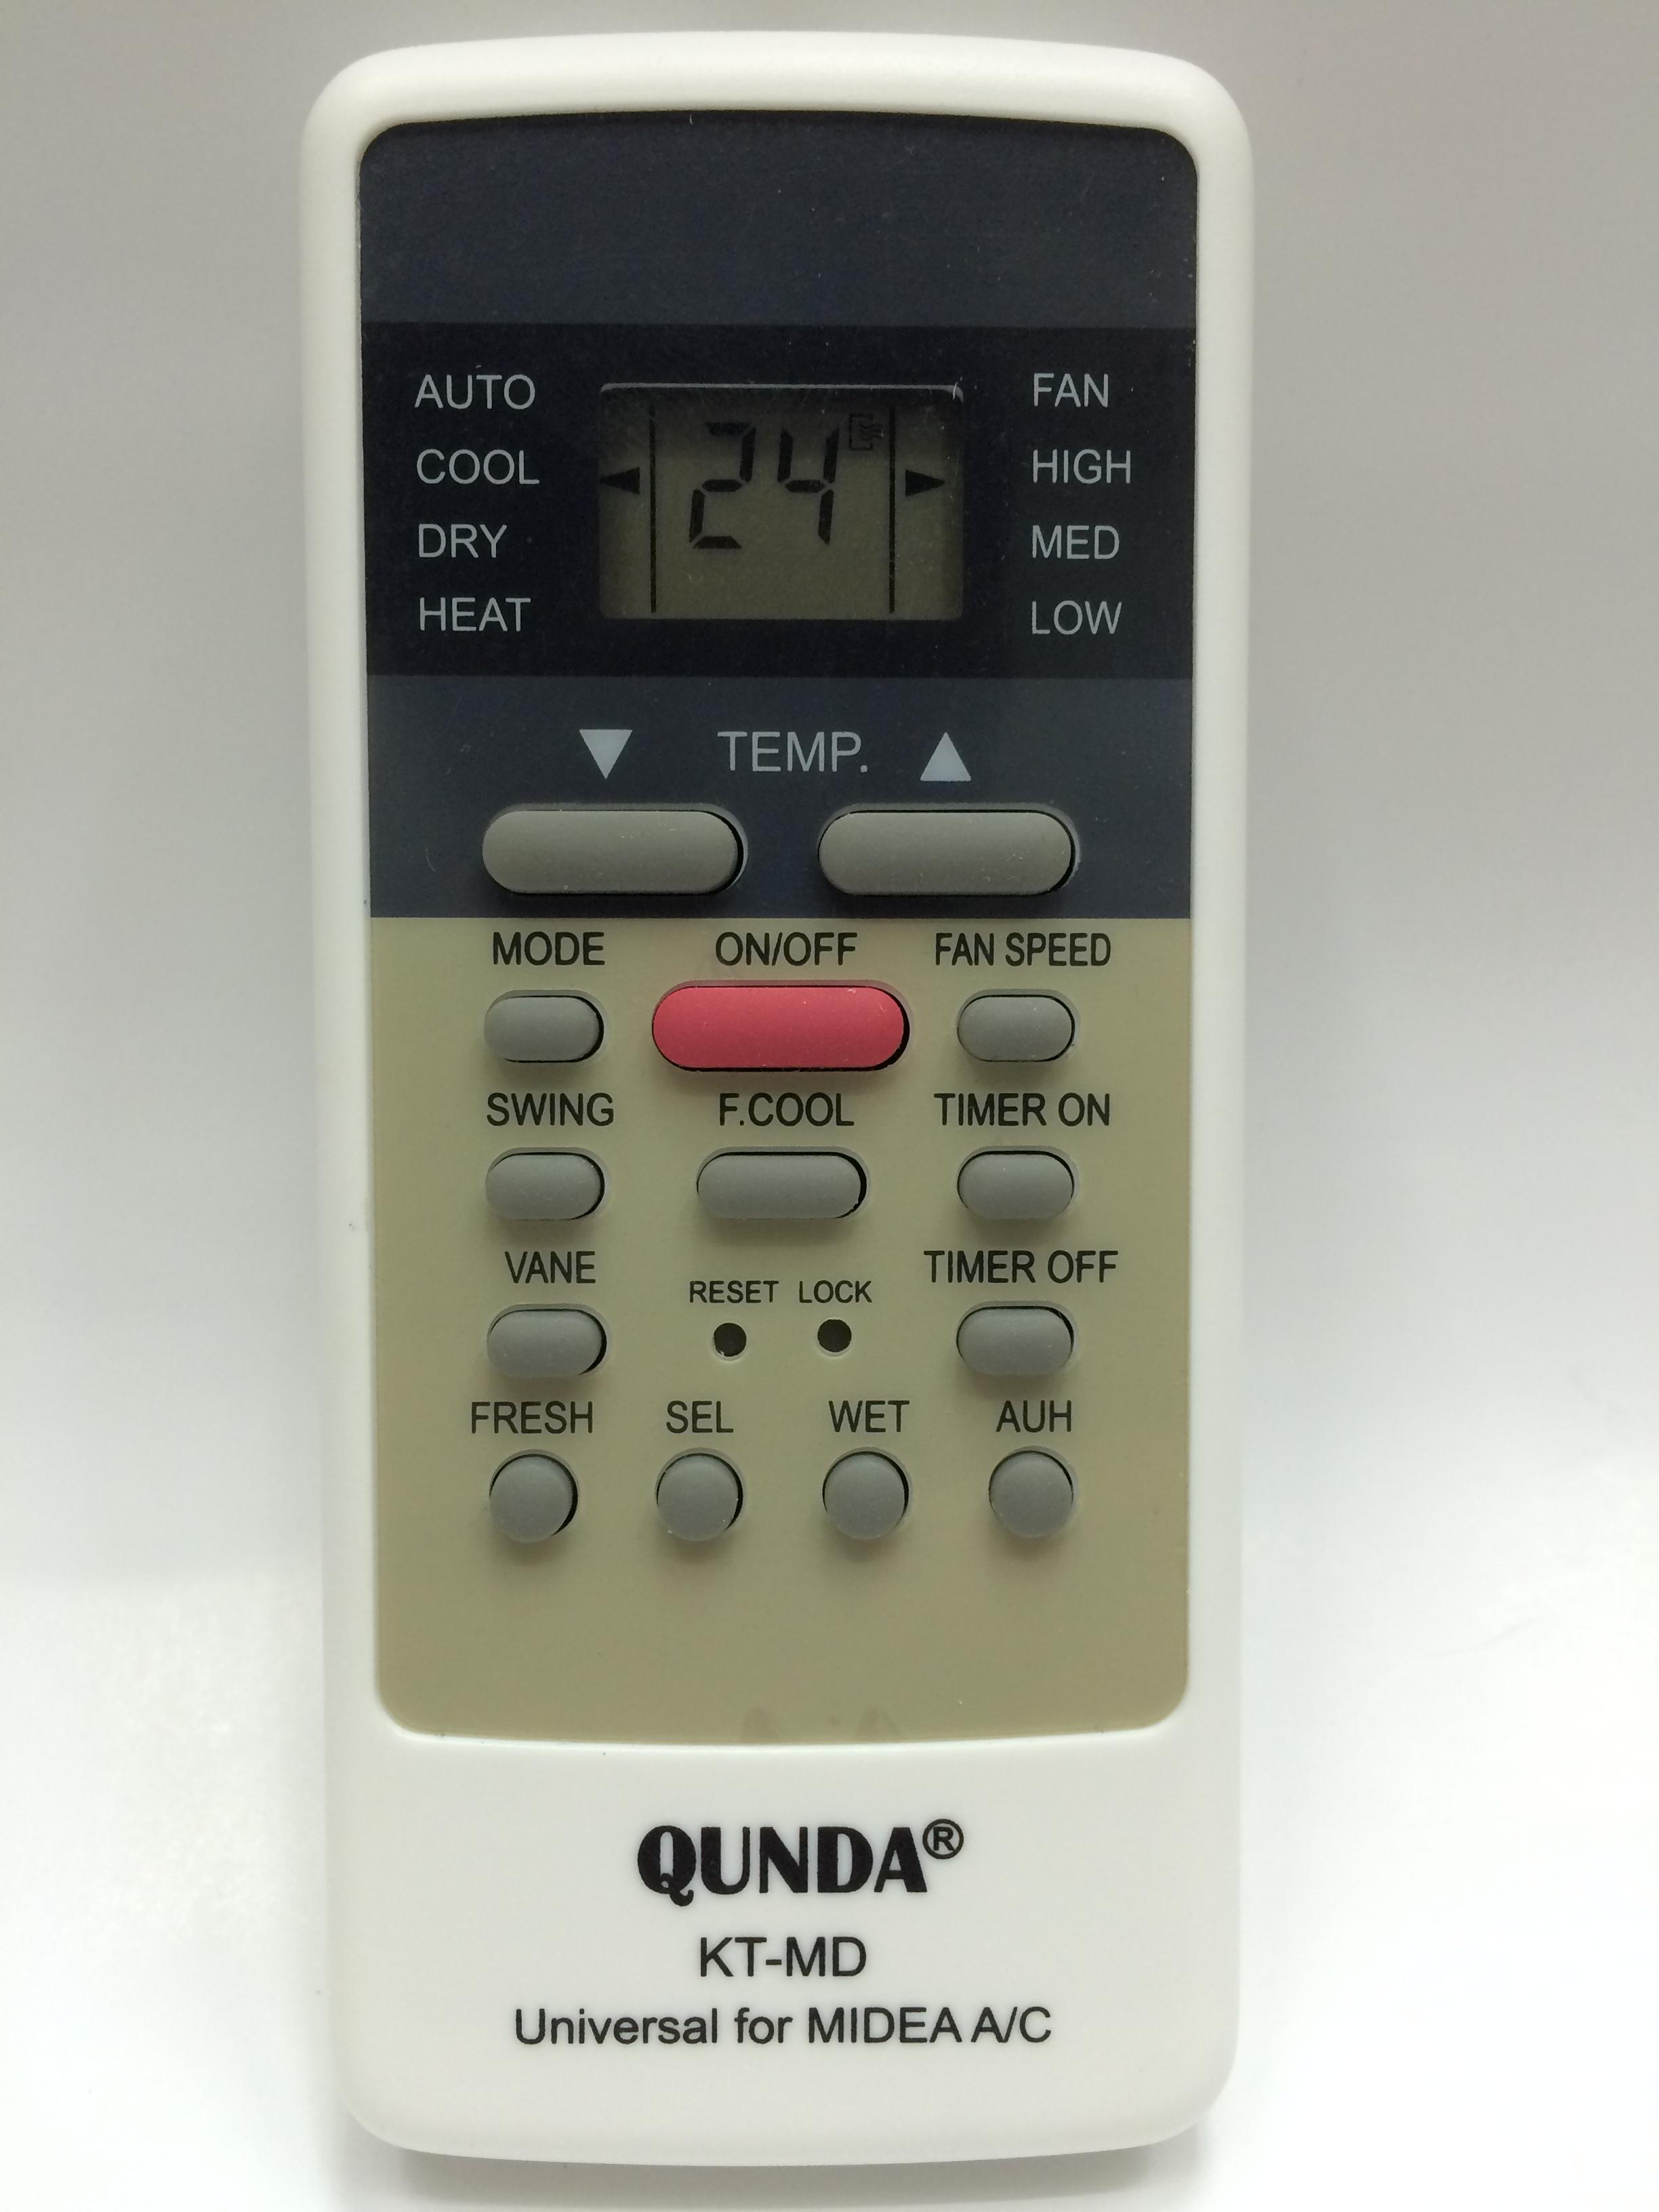 AUTO FAN
COOL 24 HIGH
DRY MED
HEAT LOW
▼ TEMP. ▲
MODE ON/OFF FAN SPEED
SWING F.COOL TIMER ON
VANE RESET LOCK TIMER OFF
FRESH SEL WET AUH
QUNDA®
KT-MD
Universal for MIDEA A/C